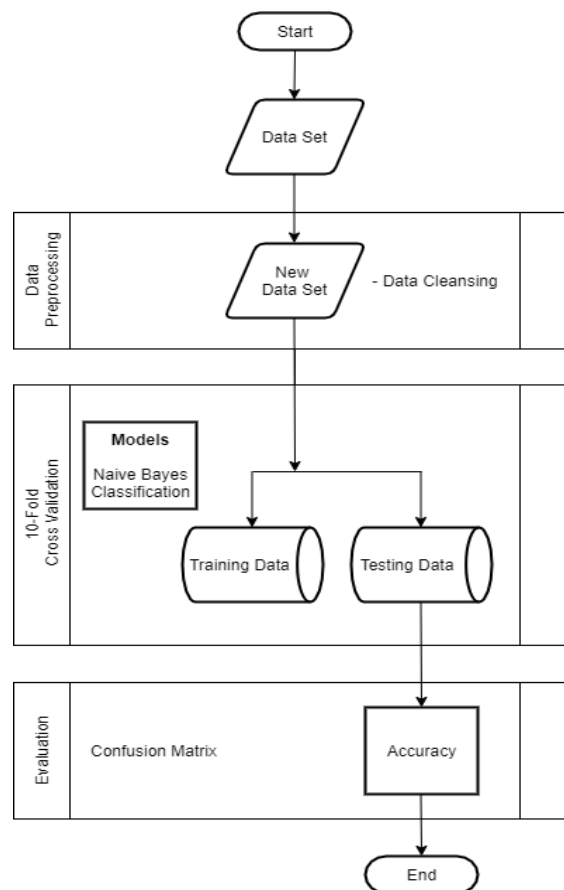 Start
Data Set
Data
Preprocessing
New
Data Set
- Data Cleansing
10-Fold
Cross Validation
Models
Naive Bayes
Classification
Training Data
Testing Data
Evaluation
Confusion Matrix
Accuracy
End